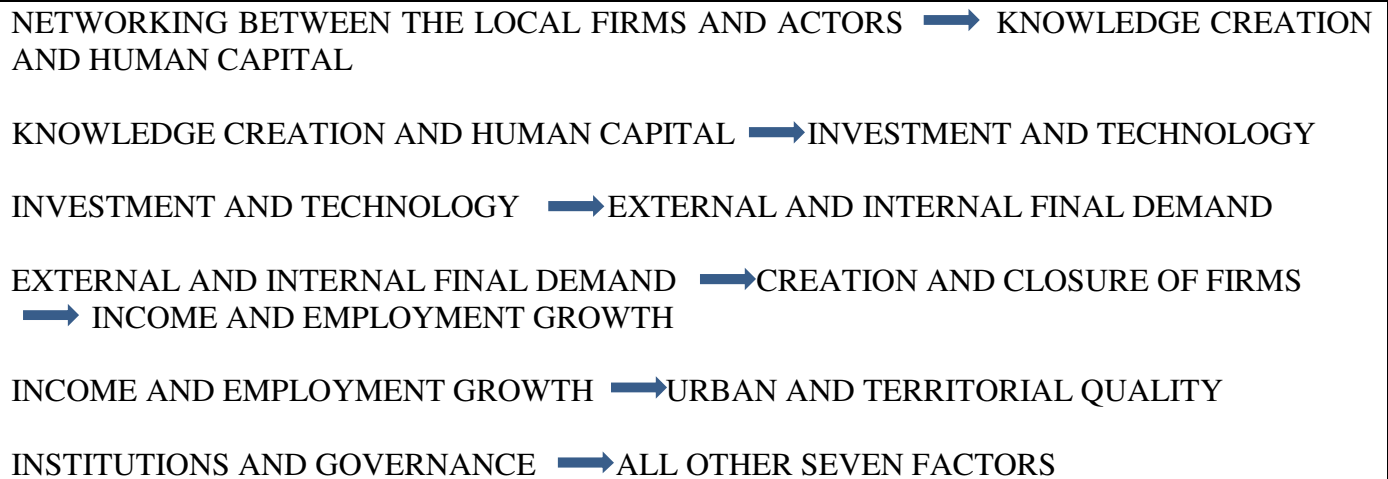 NETWORKING BETWEEN THE LOCAL FIRMS AND ACTORS → KNOWLEDGE CREATION
AND HUMAN CAPITAL
KNOWLEDGE CREATION AND HUMAN CAPITAL → INVESTMENT AND TECHNOLOGY
INVESTMENT AND TECHNOLOGY → EXTERNAL AND INTERNAL FINAL DEMAND
EXTERNAL AND INTERNAL FINAL DEMAND → CREATION AND CLOSURE OF FIRMS
→ INCOME AND EMPLOYMENT GROWTH
INCOME AND EMPLOYMENT GROWTH → URBAN AND TERRITORIAL QUALITY
INSTITUTIONS AND GOVERNANCE → ALL OTHER SEVEN FACTORS